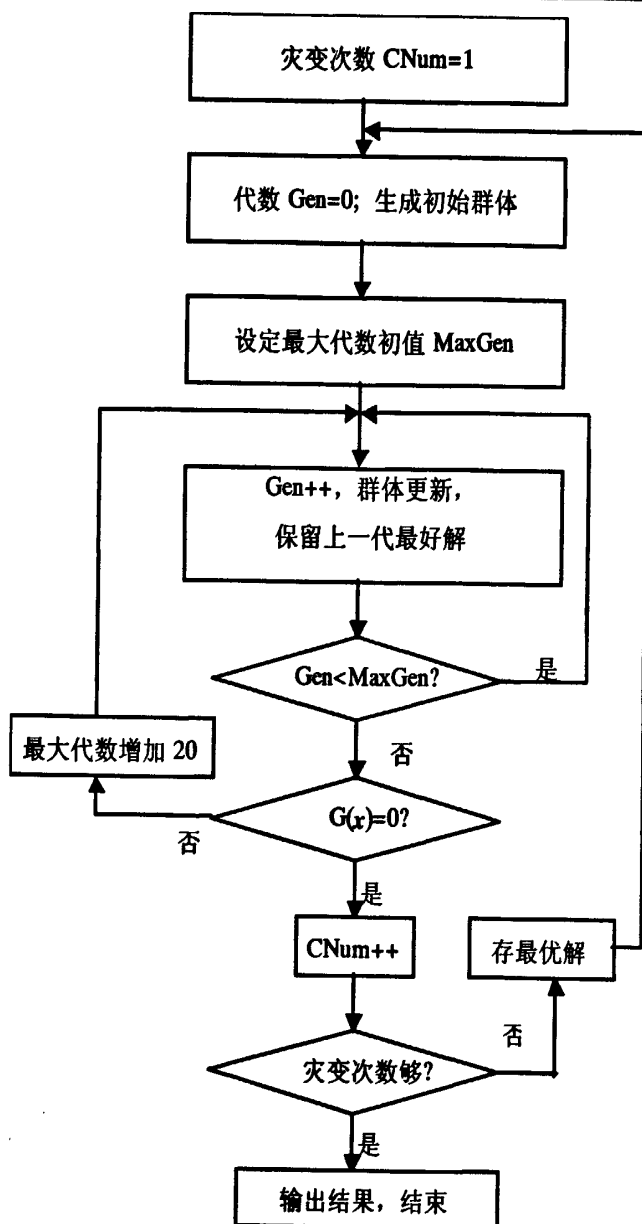 灾变次数 CNum=1
代数 Gen=0; 生成初始群体
设定最大代数初值 MaxGen
Gen++, 群体更新,
保留上一代最好解
Gen<MaxGen?
是
最大代数增加 20
否
G(x)=0?
否
是
CNum++
存最优解
否
灾变次数够?
是
输出结果, 结束